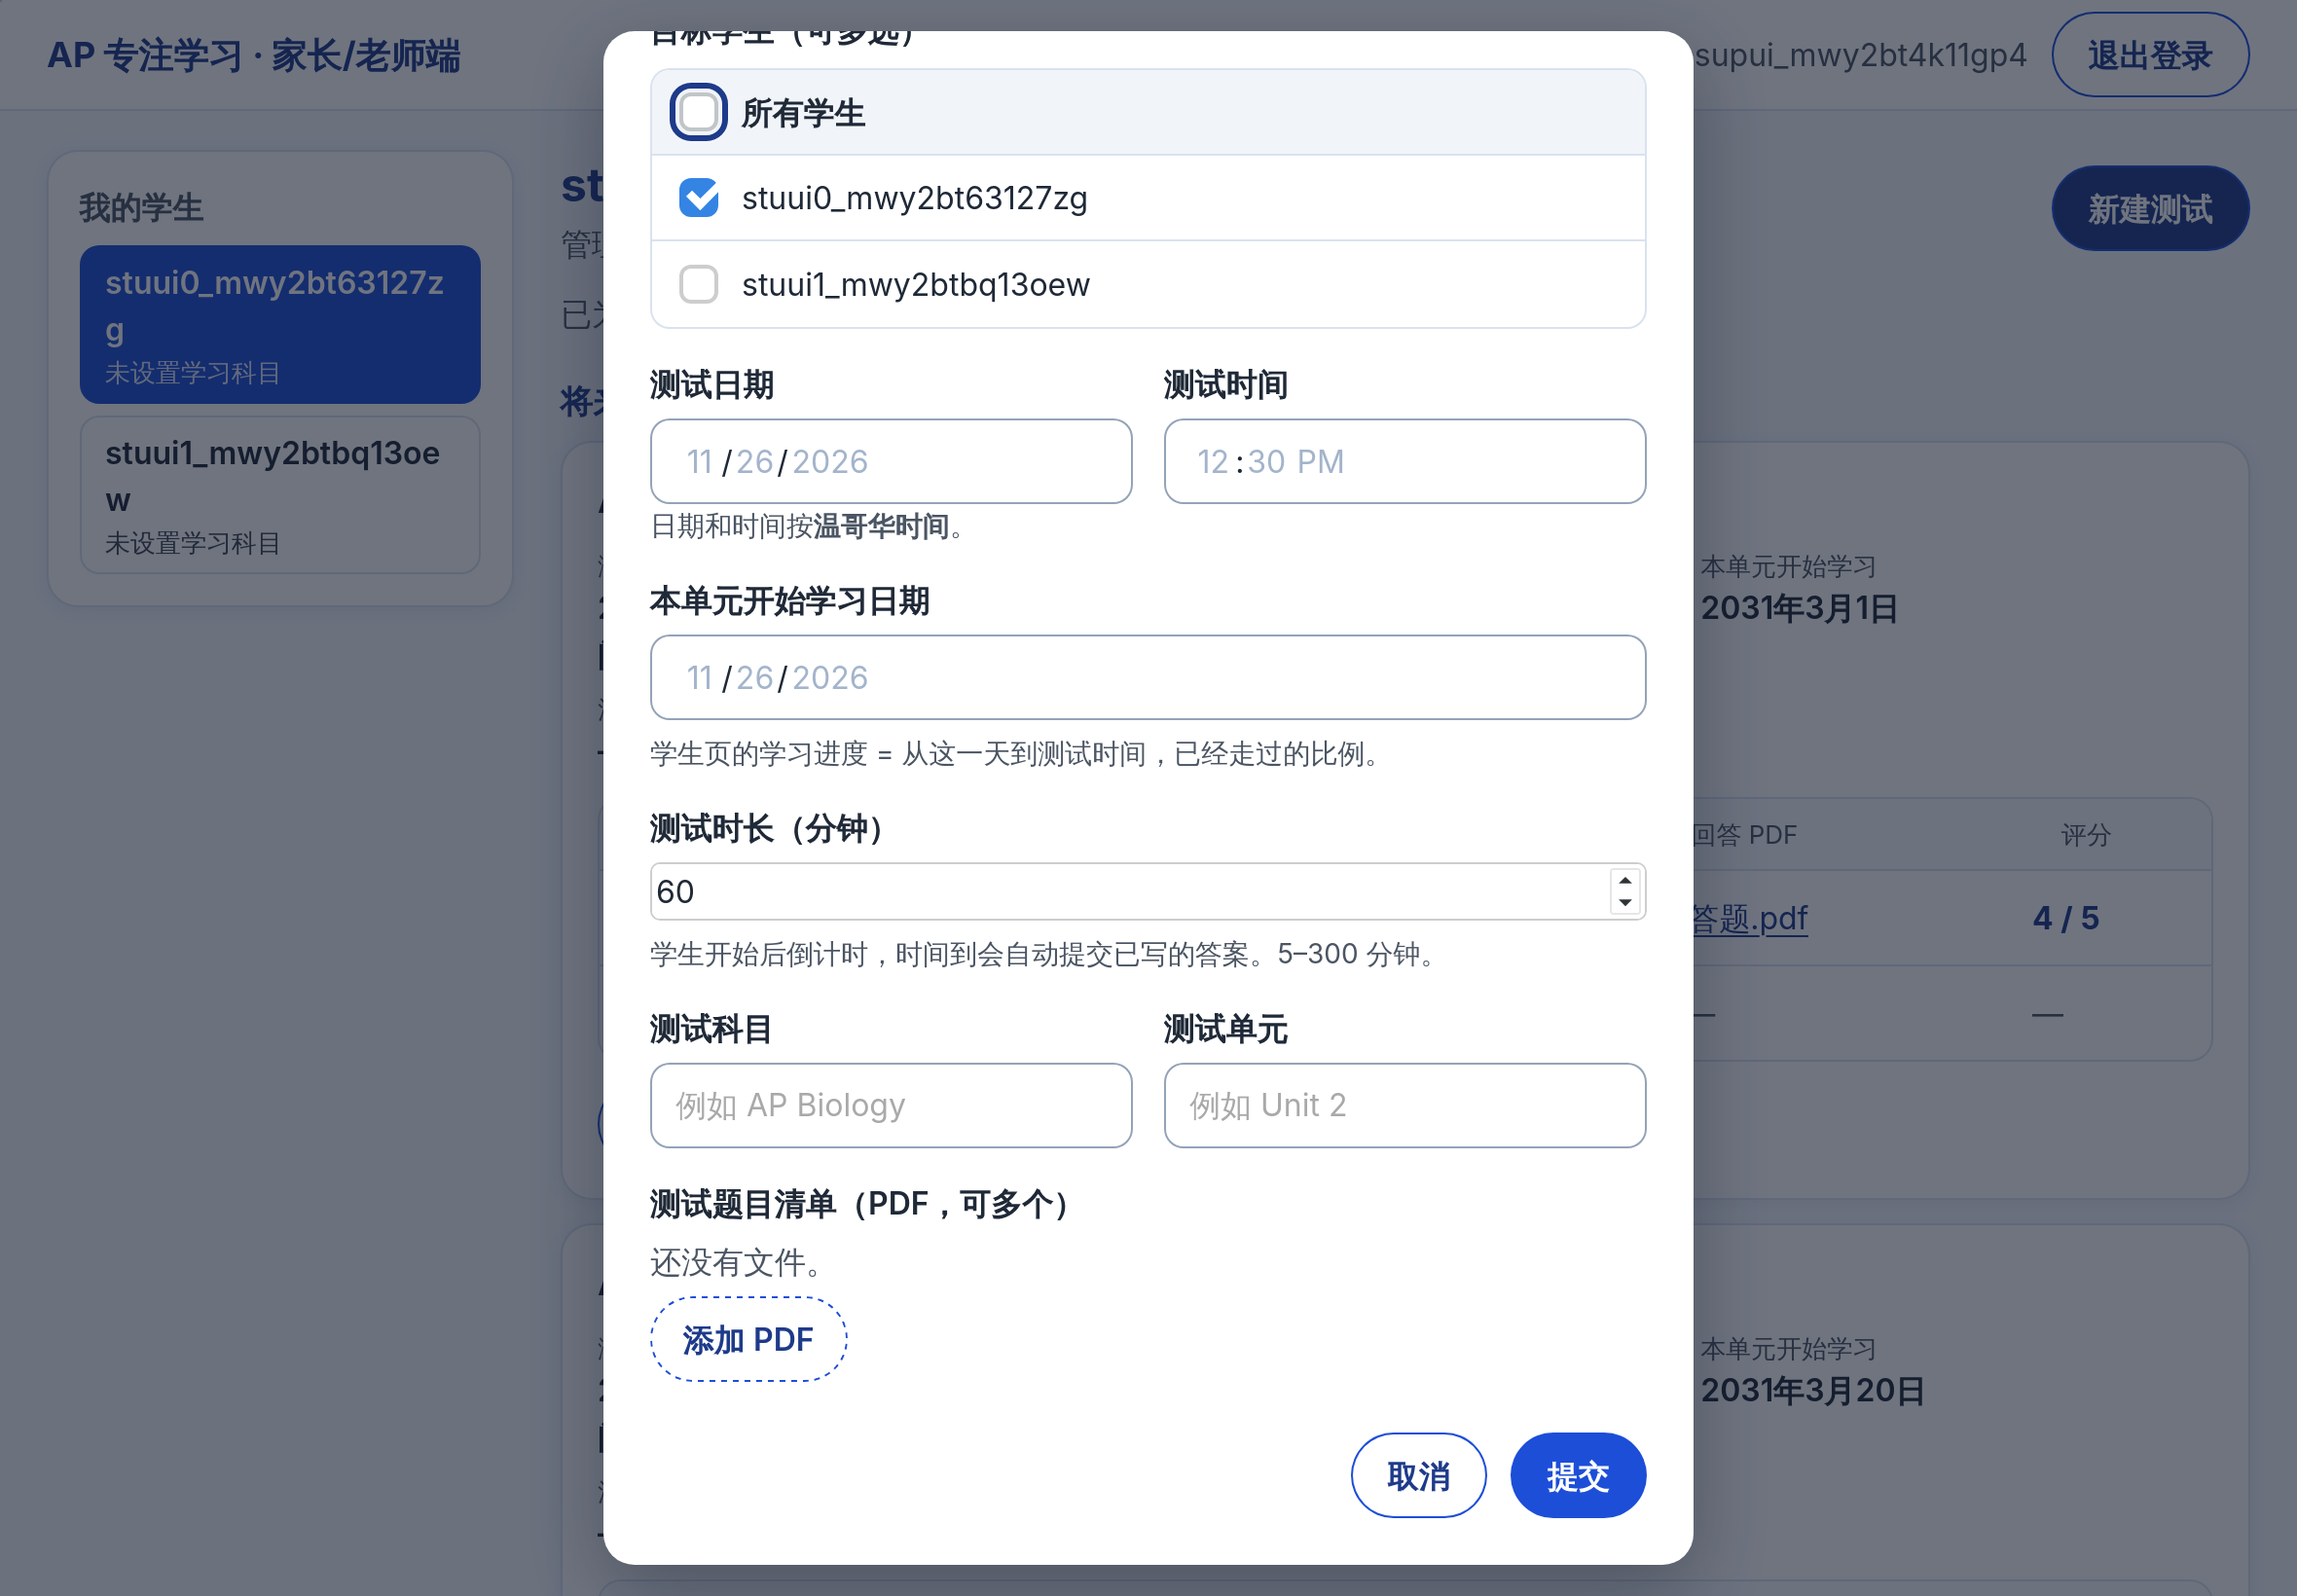 AP 专注学习 · 家长/老师端
supui_mwy2bt4k11gp4
退出登录
我的学生
stuui0_mwy2bt63127z
g
未设置学习科目
stuui1_mwy2btbq13oe
w
未设置学习科目
st
新建测试
目标学生（可多选）
所有学生
stuui0_mwy2bt63127zg
stuui1_mwy2btbq13oew
测试日期
测试时间
11 / 26 / 2026
12 : 30 PM
日期和时间按温哥华时间。
本单元开始学习日期
11 / 26 / 2026
学生页的学习进度 = 从这一天到测试时间，已经走过的比例。
测试时长（分钟）
60
学生开始后倒计时，时间到会自动提交已写的答案。5–300 分钟。
测试科目
测试单元
例如 AP Biology
例如 Unit 2
测试题目清单（PDF，可多个）
还没有文件。
添加 PDF
取消
提交
本单元开始学习
2031年3月1日
回答 PDF
评分
答题.pdf
4 / 5
—
—
本单元开始学习
2031年3月20日